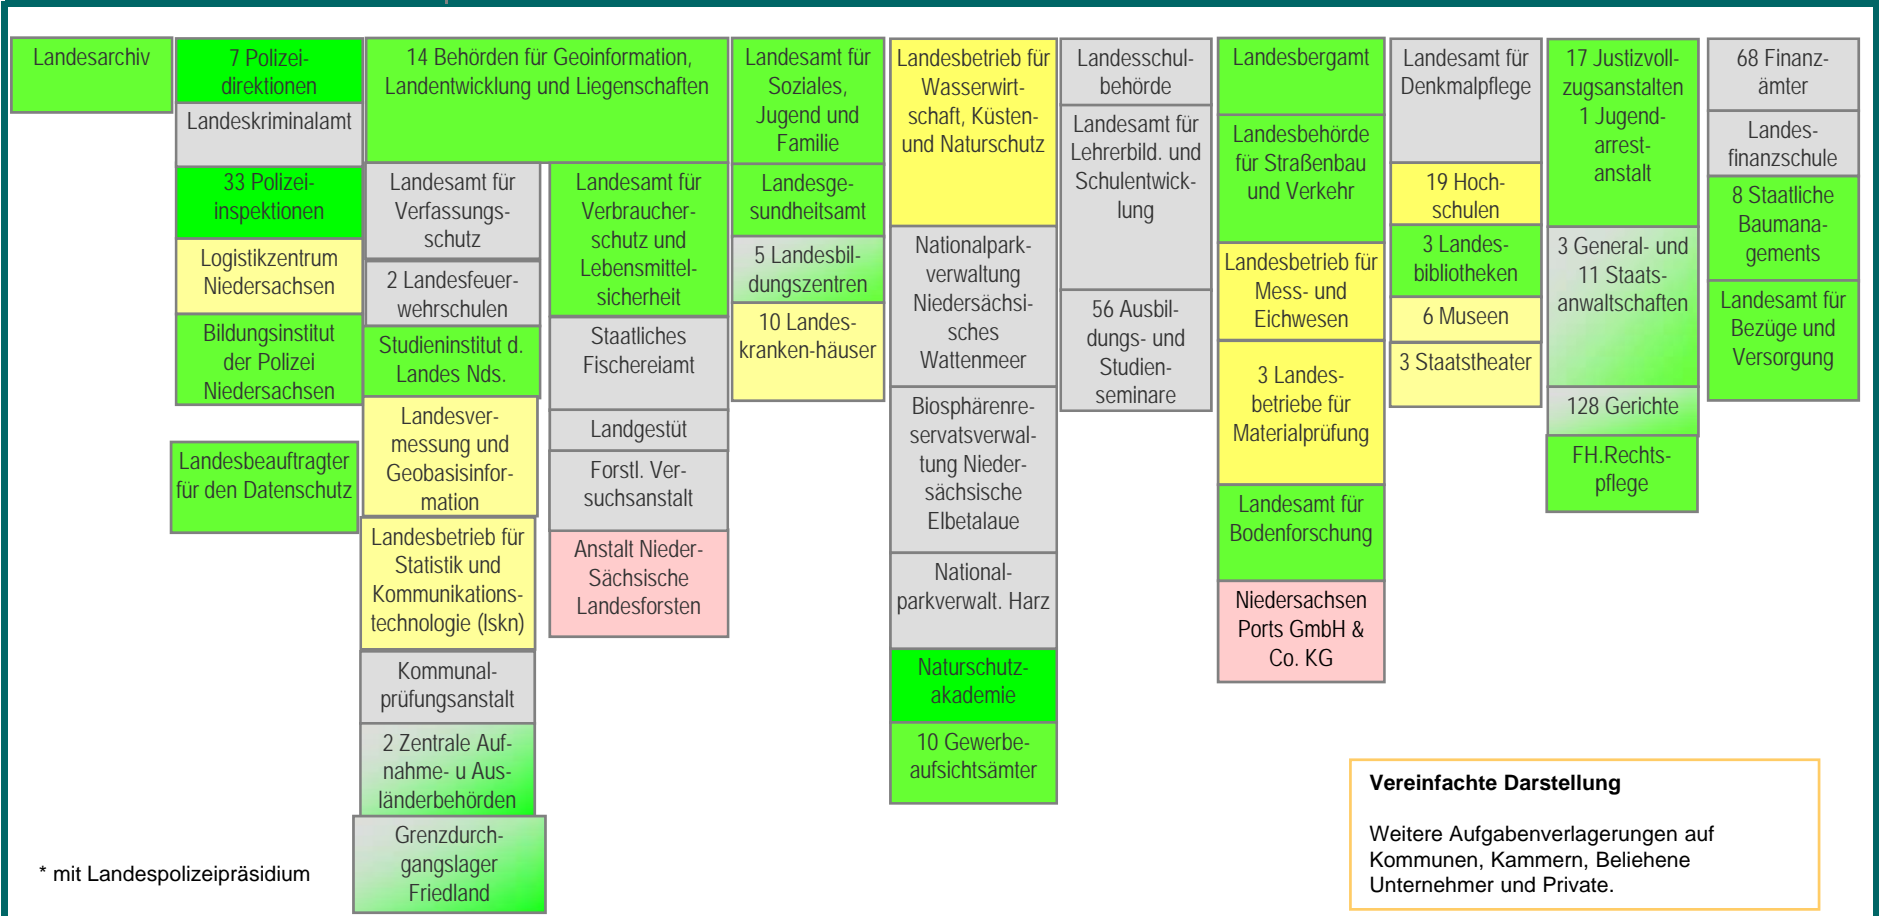 Landesarchiv
7 Polizei-
direktionen
Landeskriminalamt
33 Polizei-
inspektionen
Logistikzentrum
Niedersachsen
Bildungsinstitut
der Polizei
Niedersachsen
Landesbeauftragter
für den Datenschutz
14 Behörden für Geoinformation,
Landentwicklung und Liegenschaften
Landesamt für
Verfassungs-
schutz
2 Landesfeuer-
wehrschulen
Studieninstitut d.
Landes Nds.
Landesver-
messung und
Geobasisinfor-
mation
Landesbetrieb für
Statistik und
Kommunikations-
technologie (lskn)
Kommunal-
prüfungsanstalt
2 Zentrale Auf-
nahme- u Aus-
länderbehörden
Grenzdurch-
gangslager
Friedland
Landesamt für
Verbraucher-
schutz und
Lebensmittel-
sicherheit
Staatliches
Fischereiamt
Landgestüt
Forstl. Ver-
suchsanstalt
Anstalt Nieder-
Sächsische
Landesforsten
Landesamt für
Soziales,
Jugend und
Familie
Landesge-
sundheitsamt
5 Landesbil-
dungszentren
10 Landes-
kranken-häuser
Landesbetrieb für
Wasserwirt-
schaft, Küsten-
und Naturschutz
Nationalpark-
verwaltung
Niedersächsi-
sches
Wattenmeer
Biosphärenre-
servatsverwal-
tung Nieder-
sächsische
Elbetalaue
National-
parkverwalt. Harz
Naturschutz-
akademie
10 Gewerbe-
aufsichtsämter
Landesschul-
behörde
Landesamt für
Lehrerbild. und
Schulentwick-
lung
56 Ausbil-
dungs- und
Studien-
seminare
Landesbergamt
Landesbehörde
für Straßenbau
und Verkehr
Landesbetrieb für
Mess- und
Eichwesen
3 Landes-
betriebe für
Materialprüfung
Landesamt für
Bodenforschung
Niedersachsen
Ports GmbH &
Co. KG
Landesamt für
Denkmalpflege
19 Hoch-
schulen
3 Landes-
bibliotheken
6 Museen
3 Staatstheater
17 Justizvoll-
zugsanstalten
1 Jugend-
arrest-
anstalt
3 General- und
11 Staats-
anwaltschaften
128 Gerichte
FH.Rechts-
pflege
68 Finanz-
ämter
Landes-
finanzschule
8 Staatliche
Baumana-
gements
Landesamt für
Bezüge und
Versorgung
* mit Landespolizeipräsidium
Vereinfachte Darstellung
Weitere Aufgabenverlagerungen auf
Kommunen, Kammern, Beliehene
Unternehmer und Private.